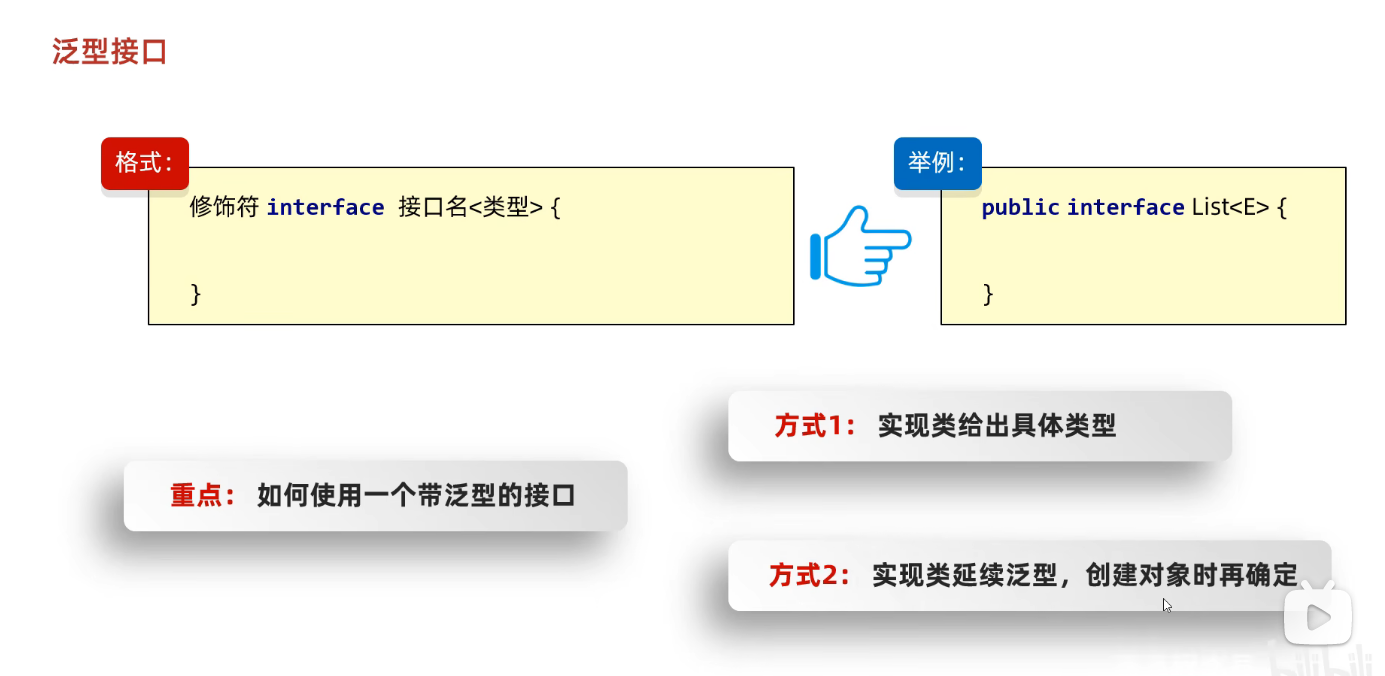 泛型接口
格式：
修饰符 interface 接口名<类型> {
}
举例：
public interface List<E> {
}
重点： 如何使用一个带泛型的接口
方式1： 实现类给出具体类型
方式2： 实现类延续泛型，创建对象时再确定
bilibili